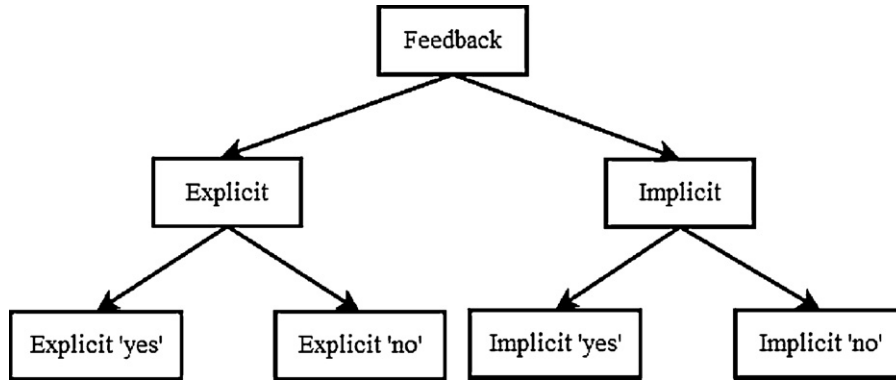 Feedback
Explicit
Implicit
Explicit 'yes'
Explicit 'no'
Implicit 'yes'
Implicit 'no'